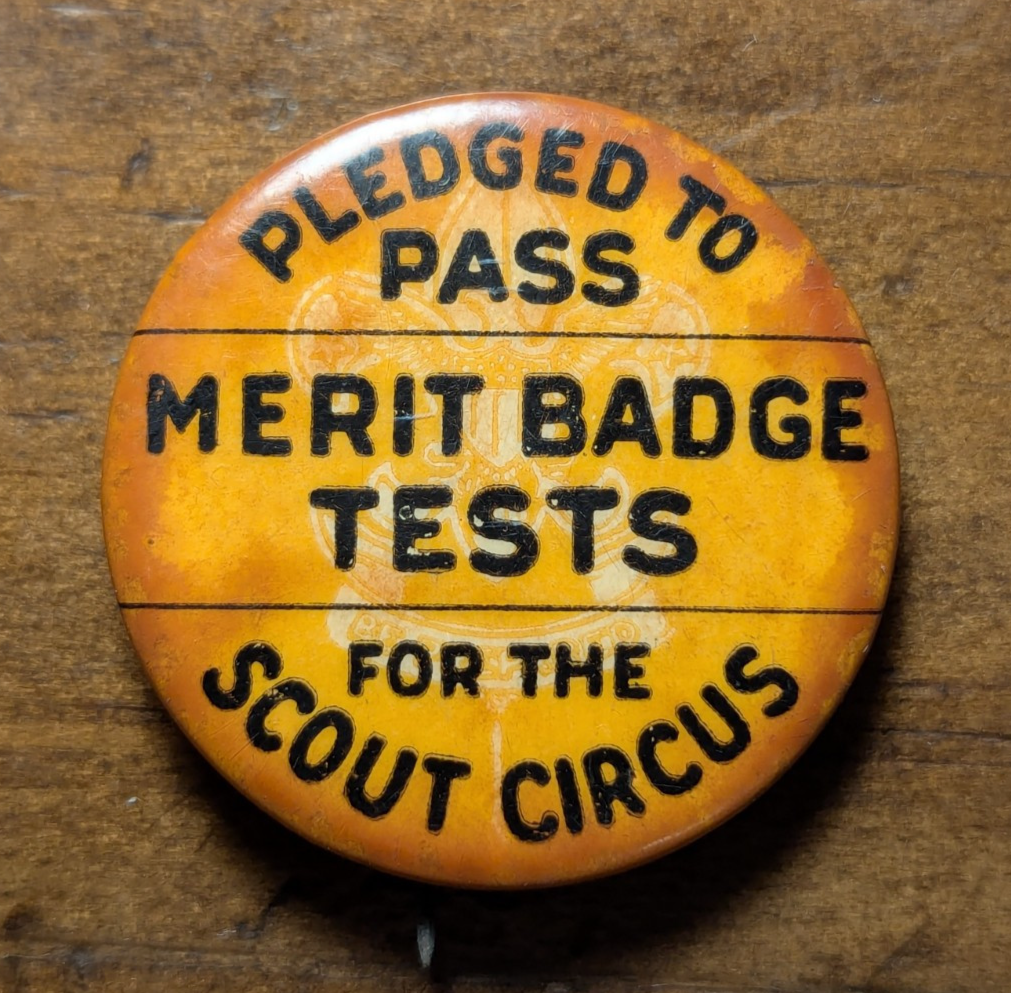 PLEDGED TO
PASS
MERIT BADGE
TESTS
FOR THE
SCOUT CIRCUS